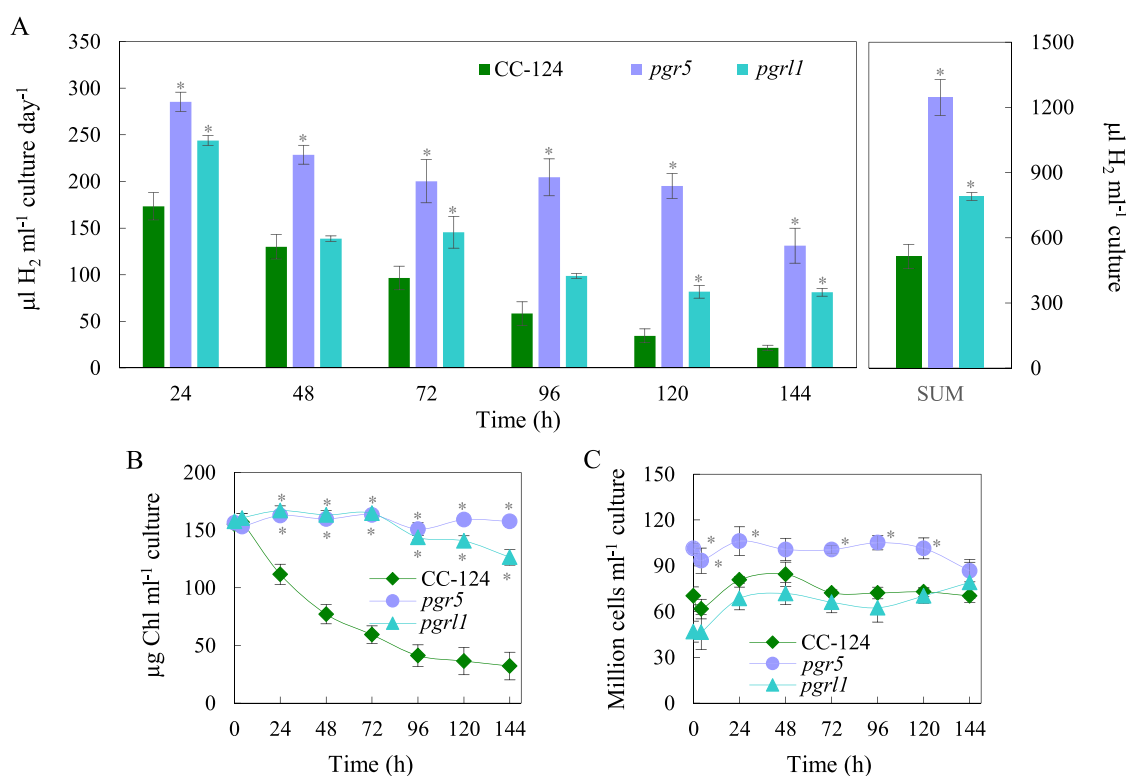 A
CC-124 pgr5 pgrl1
µl H2 ml-1 culture day-1
350
300
250
200
150
100
50
0
24 48 72 96 120 144
Time (h)
1500
1200
900
600
300
0
µl H2 ml-1 culture
SUM
* * * * * * * * * * * *
B
µg Chl ml-1 culture
200
150
100
50
0
* * * * * *
* * * * * *
CC-124
pgr5
pgrl1
0 24 48 72 96 120 144
Time (h)
C
Million cells ml-1 culture
150
120
90
60
30
0
* * * * * *
CC-124
pgr5
pgrl1
0 24 48 72 96 120 144
Time (h)